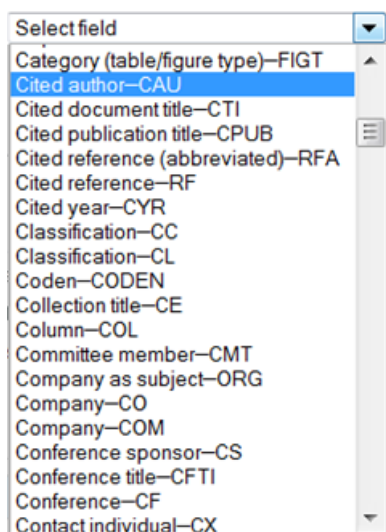 Select field
Category (table/figure type)—FIGT
Cited author—CAU
Cited document title—CTI
Cited publication title—CPUB
Cited reference (abbreviated)—RFA
Cited reference—RF
Cited year—CYR
Classification—CC
Classification—CL
Coden—CODEN
Collection title—CE
Column—COL
Committee member—CMT
Company as subject—ORG
Company—CO
Company—COM
Conference sponsor—CS
Conference title—CFTI
Conference—CF
Contact individual—CX